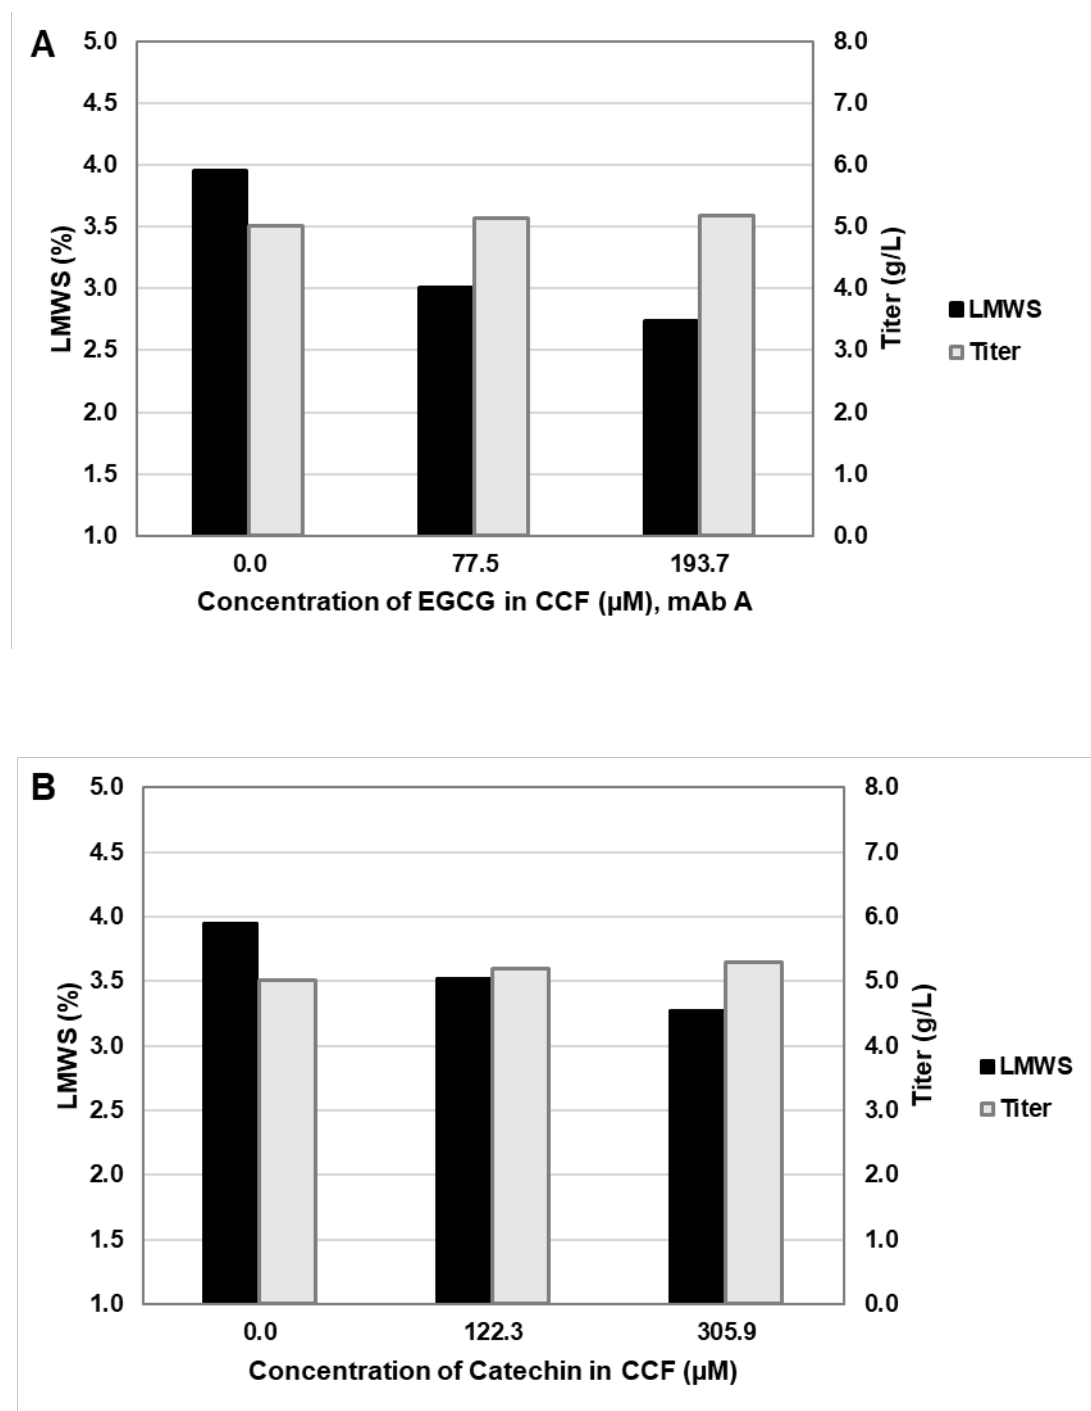 A
5.0
4.5
4.0
3.5
3.0
2.5
2.0
1.5
1.0
LMWS (%)
8.0
7.0
6.0
5.0
4.0
3.0
2.0
1.0
0.0
Titer (g/L)
LMWS
Titer
0.0 77.5 193.7
Concentration of EGCG in CCF (µM), mAb A
B
5.0
4.5
4.0
3.5
3.0
2.5
2.0
1.5
1.0
LMWS (%)
8.0
7.0
6.0
5.0
4.0
3.0
2.0
1.0
0.0
Titer (g/L)
LMWS
Titer
0.0 122.3 305.9
Concentration of Catechin in CCF (µM)